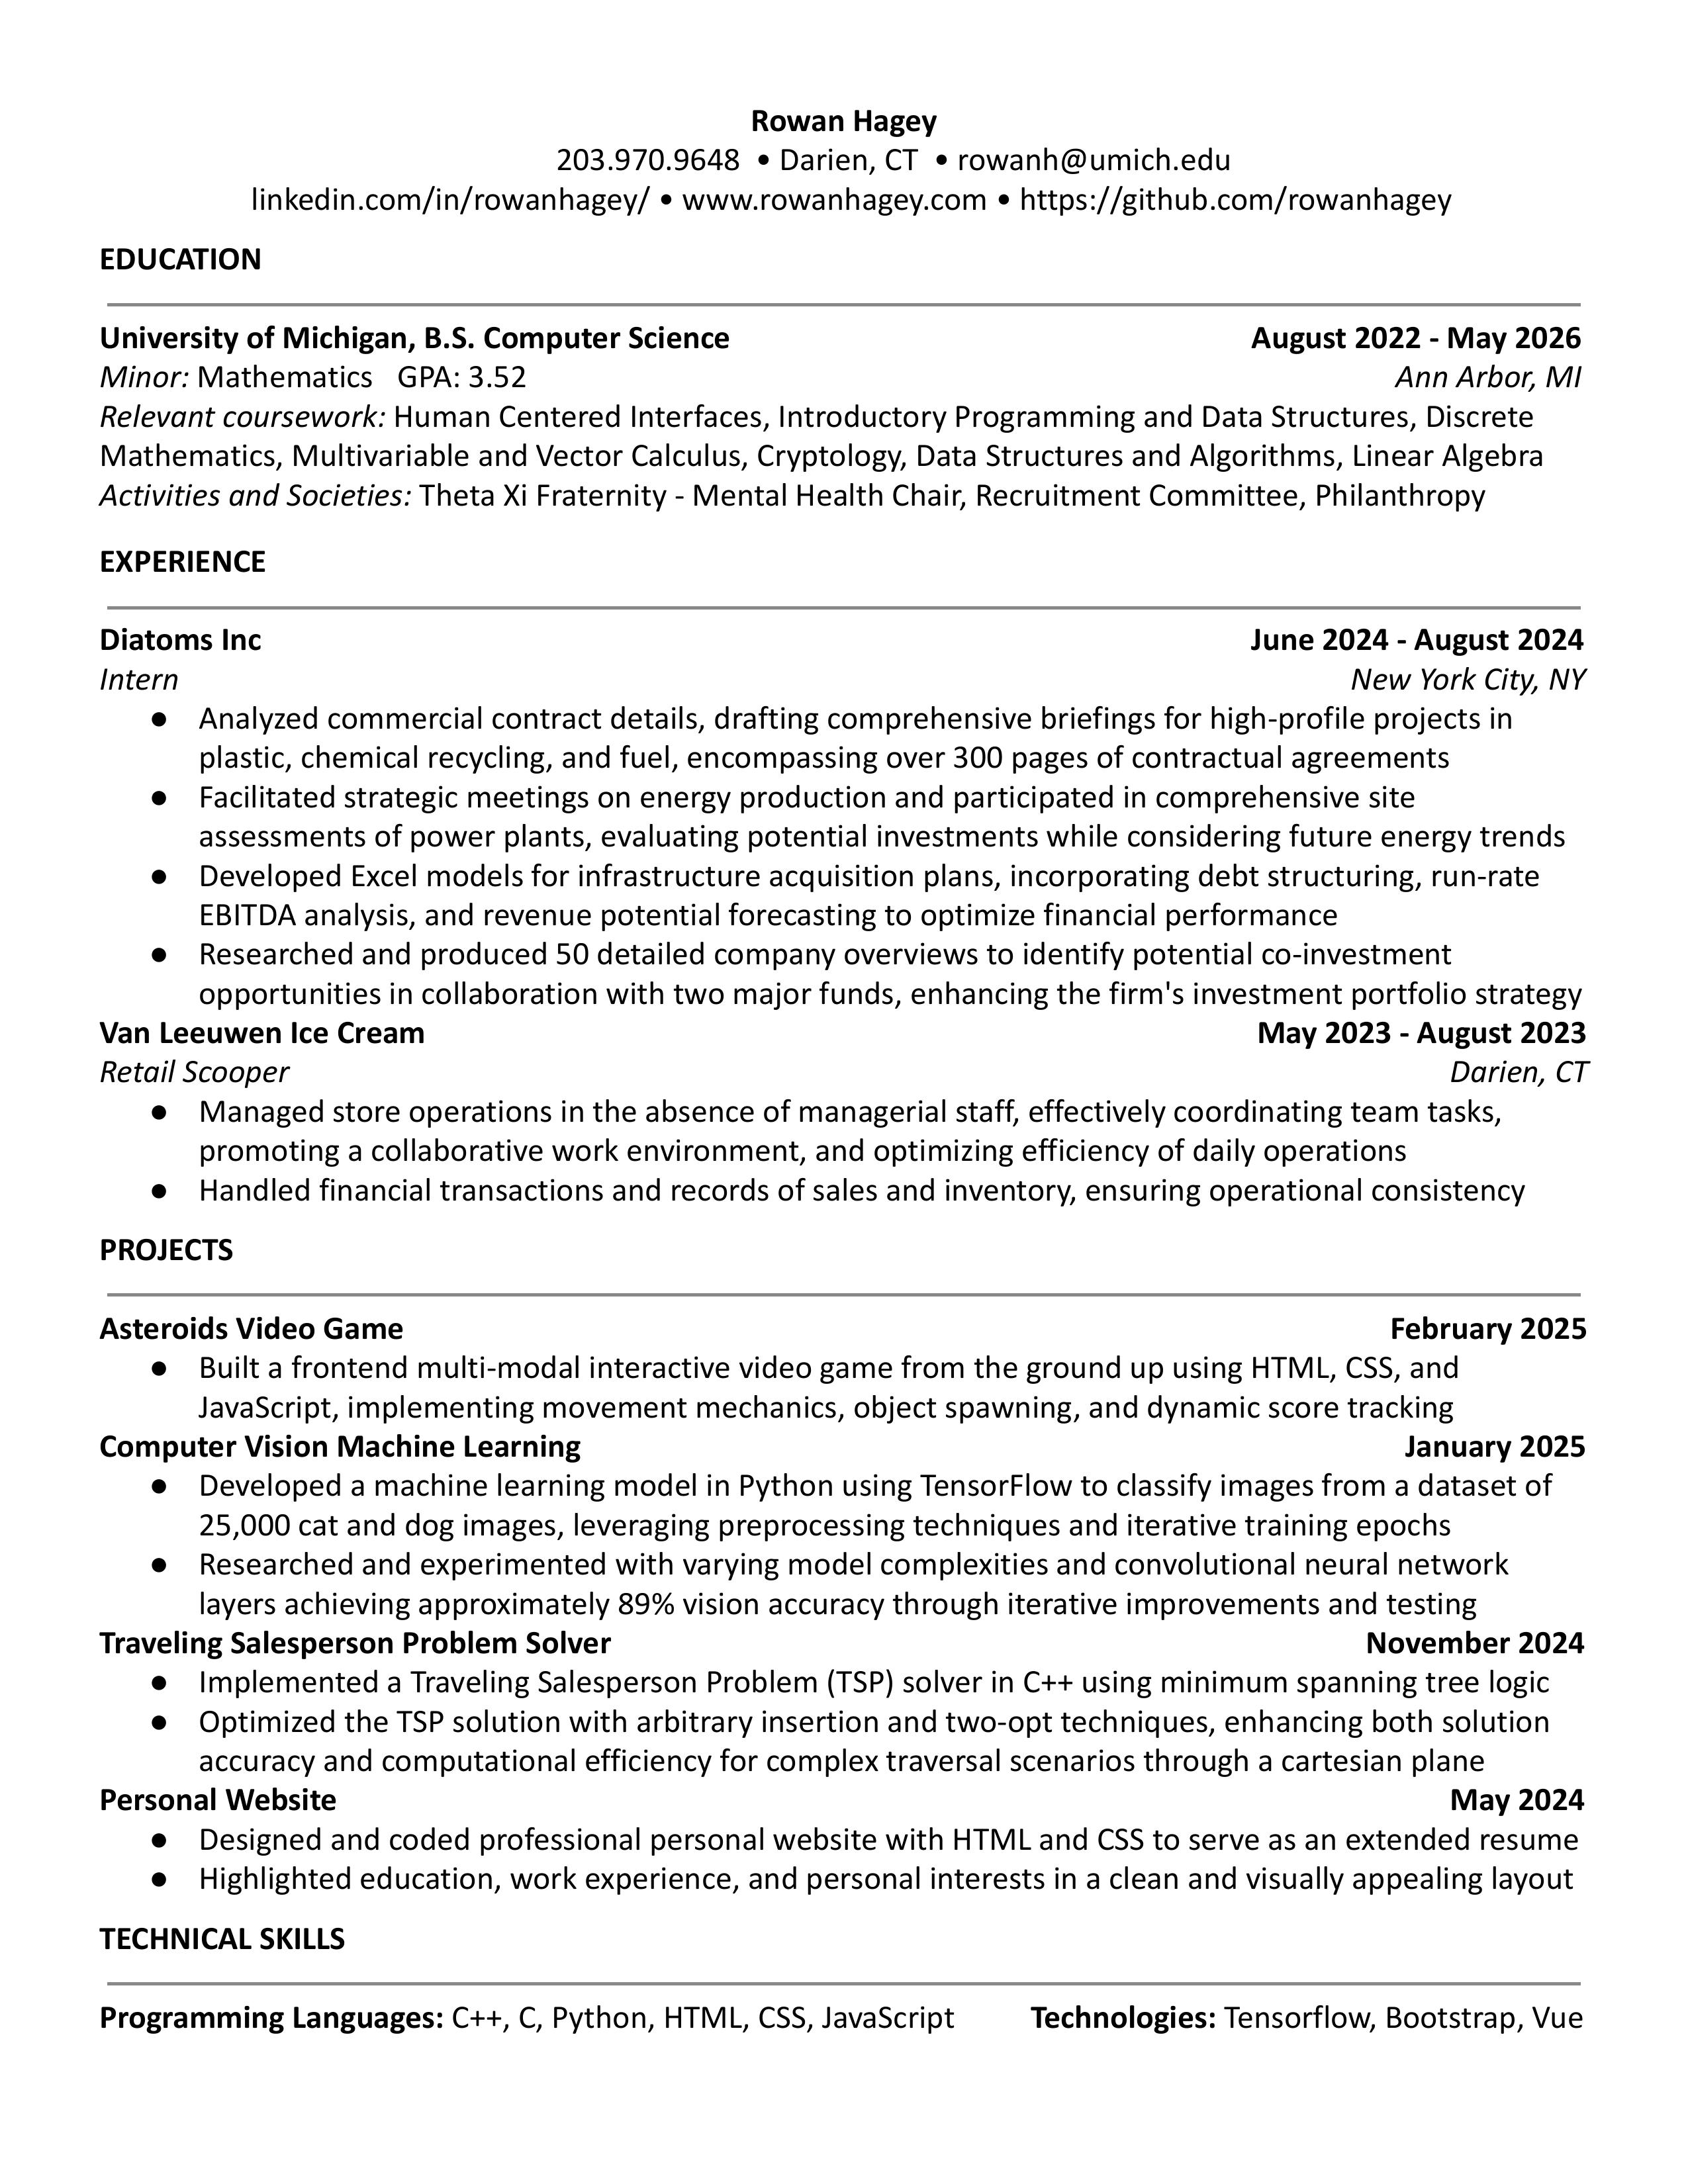 Rowan Hagey
203.970.9648 • Darien, CT • rowanh@umich.edu
linkedin.com/in/rowanhagey/ • www.rowanhagey.com • https://github.com/rowanhagey
EDUCATION
University of Michigan, B.S. Computer Science August 2022 - May 2026
Minor: Mathematics GPA: 3.52 Ann Arbor, MI
Relevant coursework: Human Centered Interfaces, Introductory Programming and Data Structures, Discrete
Mathematics, Multivariable and Vector Calculus, Cryptology, Data Structures and Algorithms, Linear Algebra
Activities and Societies: Theta Xi Fraternity - Mental Health Chair, Recruitment Committee, Philanthropy
EXPERIENCE
Diatoms Inc June 2024 - August 2024
Intern New York City, NY
● Analyzed commercial contract details, drafting comprehensive briefings for high-profile projects in
plastic, chemical recycling, and fuel, encompassing over 300 pages of contractual agreements
● Facilitated strategic meetings on energy production and participated in comprehensive site
assessments of power plants, evaluating potential investments while considering future energy trends
● Developed Excel models for infrastructure acquisition plans, incorporating debt structuring, run-rate
EBITDA analysis, and revenue potential forecasting to optimize financial performance
● Researched and produced 50 detailed company overviews to identify potential co-investment
opportunities in collaboration with two major funds, enhancing the firm's investment portfolio strategy
Van Leeuwen Ice Cream May 2023 - August 2023
Retail Scooper Darien, CT
● Managed store operations in the absence of managerial staff, effectively coordinating team tasks,
promoting a collaborative work environment, and optimizing efficiency of daily operations
● Handled financial transactions and records of sales and inventory, ensuring operational consistency
PROJECTS
Asteroids Video Game February 2025
● Built a frontend multi-modal interactive video game from the ground up using HTML, CSS, and
JavaScript, implementing movement mechanics, object spawning, and dynamic score tracking
Computer Vision Machine Learning January 2025
● Developed a machine learning model in Python using TensorFlow to classify images from a dataset of
25,000 cat and dog images, leveraging preprocessing techniques and iterative training epochs
● Researched and experimented with varying model complexities and convolutional neural network
layers achieving approximately 89% vision accuracy through iterative improvements and testing
Traveling Salesperson Problem Solver November 2024
● Implemented a Traveling Salesperson Problem (TSP) solver in C++ using minimum spanning tree logic
● Optimized the TSP solution with arbitrary insertion and two-opt techniques, enhancing both solution
accuracy and computational efficiency for complex traversal scenarios through a cartesian plane
Personal Website May 2024
● Designed and coded professional personal website with HTML and CSS to serve as an extended resume
● Highlighted education, work experience, and personal interests in a clean and visually appealing layout
TECHNICAL SKILLS
Programming Languages: C++, C, Python, HTML, CSS, JavaScript Technologies: Tensorflow, Bootstrap, Vue